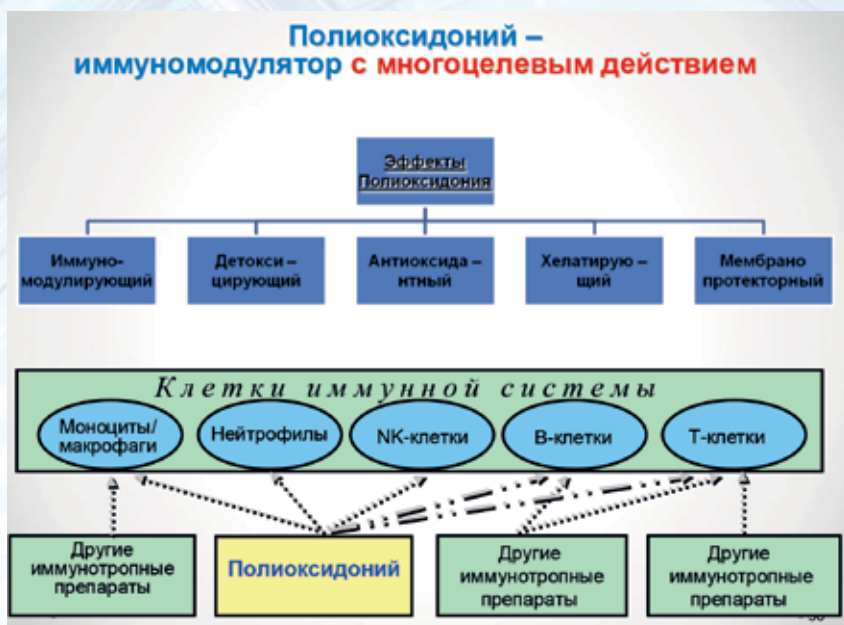 Полиоксидоний –
иммуномодулятор с многоцелевым действием
Эффекты
Полиоксидония
Иммуно-
модулирующий
Детокси –
цирующий
Антиоксида –
нтный
Хелатирую –
щий
Мембрано
протекторный
Клетки иммунной системы
Моноциты/
макрофаги
Нейтрофилы
NK-клетки
В-клетки
Т-клетки
Другие
иммунотропные
препараты
Полиоксидоний
Другие
иммунотропные
препараты
Другие
иммунотропные
препараты